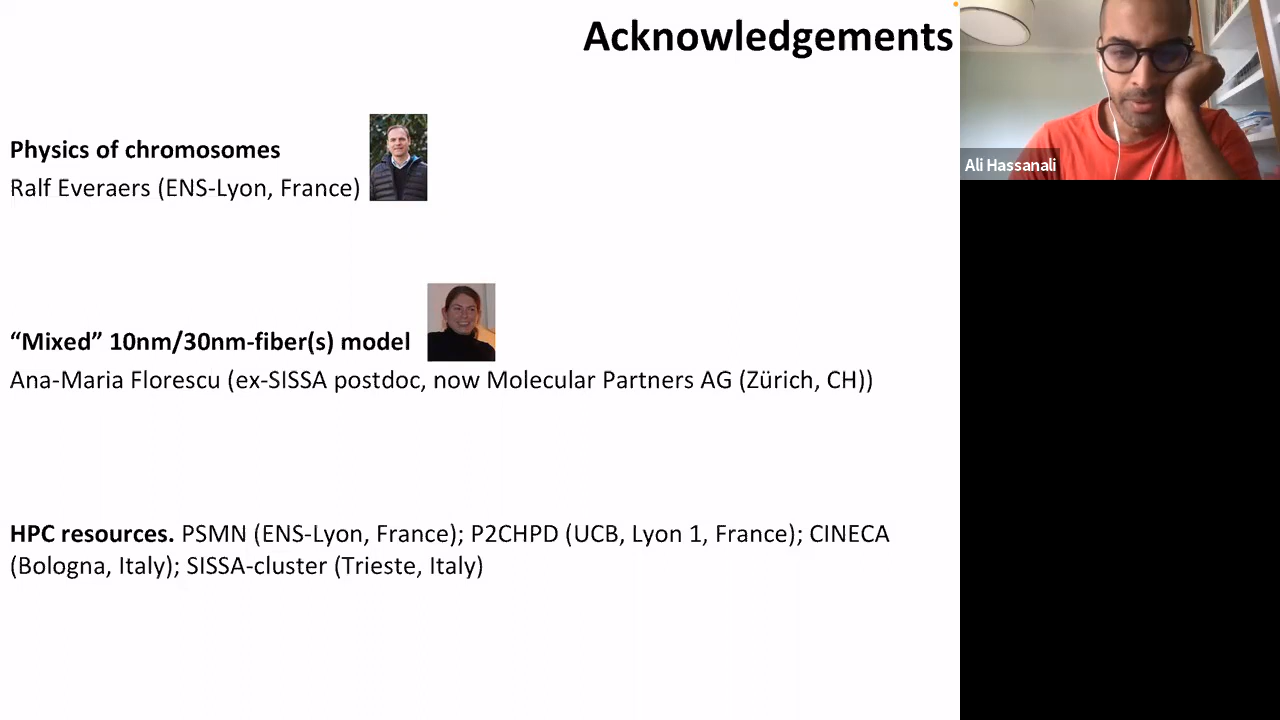 Acknowledgements
Physics of chromosomes
Ralf Everaers (ENS-Lyon, France)
“Mixed” 10nm/30nm-fiber(s) model
Ana-Maria Florescu (ex-SISSA postdoc, now Molecular Partners AG (Zürich, CH))
HPC resources. PSMN (ENS-Lyon, France); P2CHPD (UCB, Lyon 1, France); CINECA
(Bologna, Italy); SISSA-cluster (Trieste, Italy)
Ali Hassanali